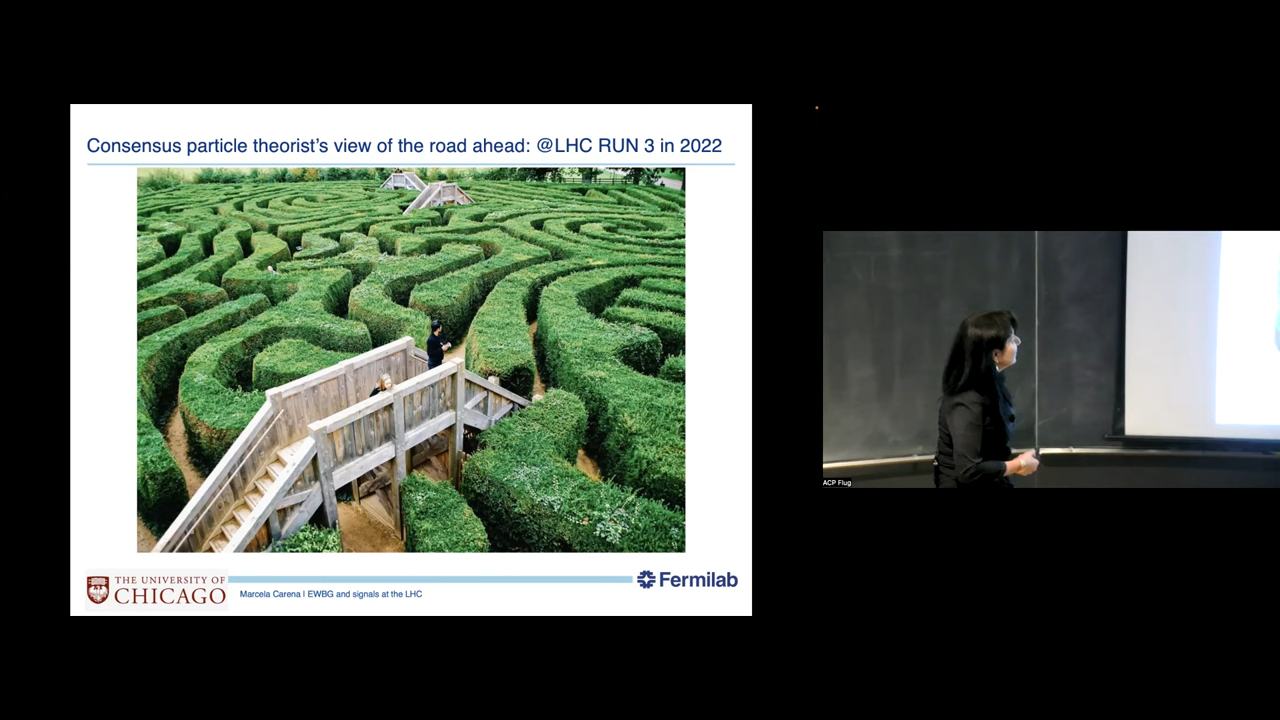 Consensus particle theorist's view of the road ahead: @LHC RUN 3 in 2022
THE UNIVERSITY OF
CHICAGO
Marcela Carena | EWBG and signals at the LHC
Fermilab
ACP Flug